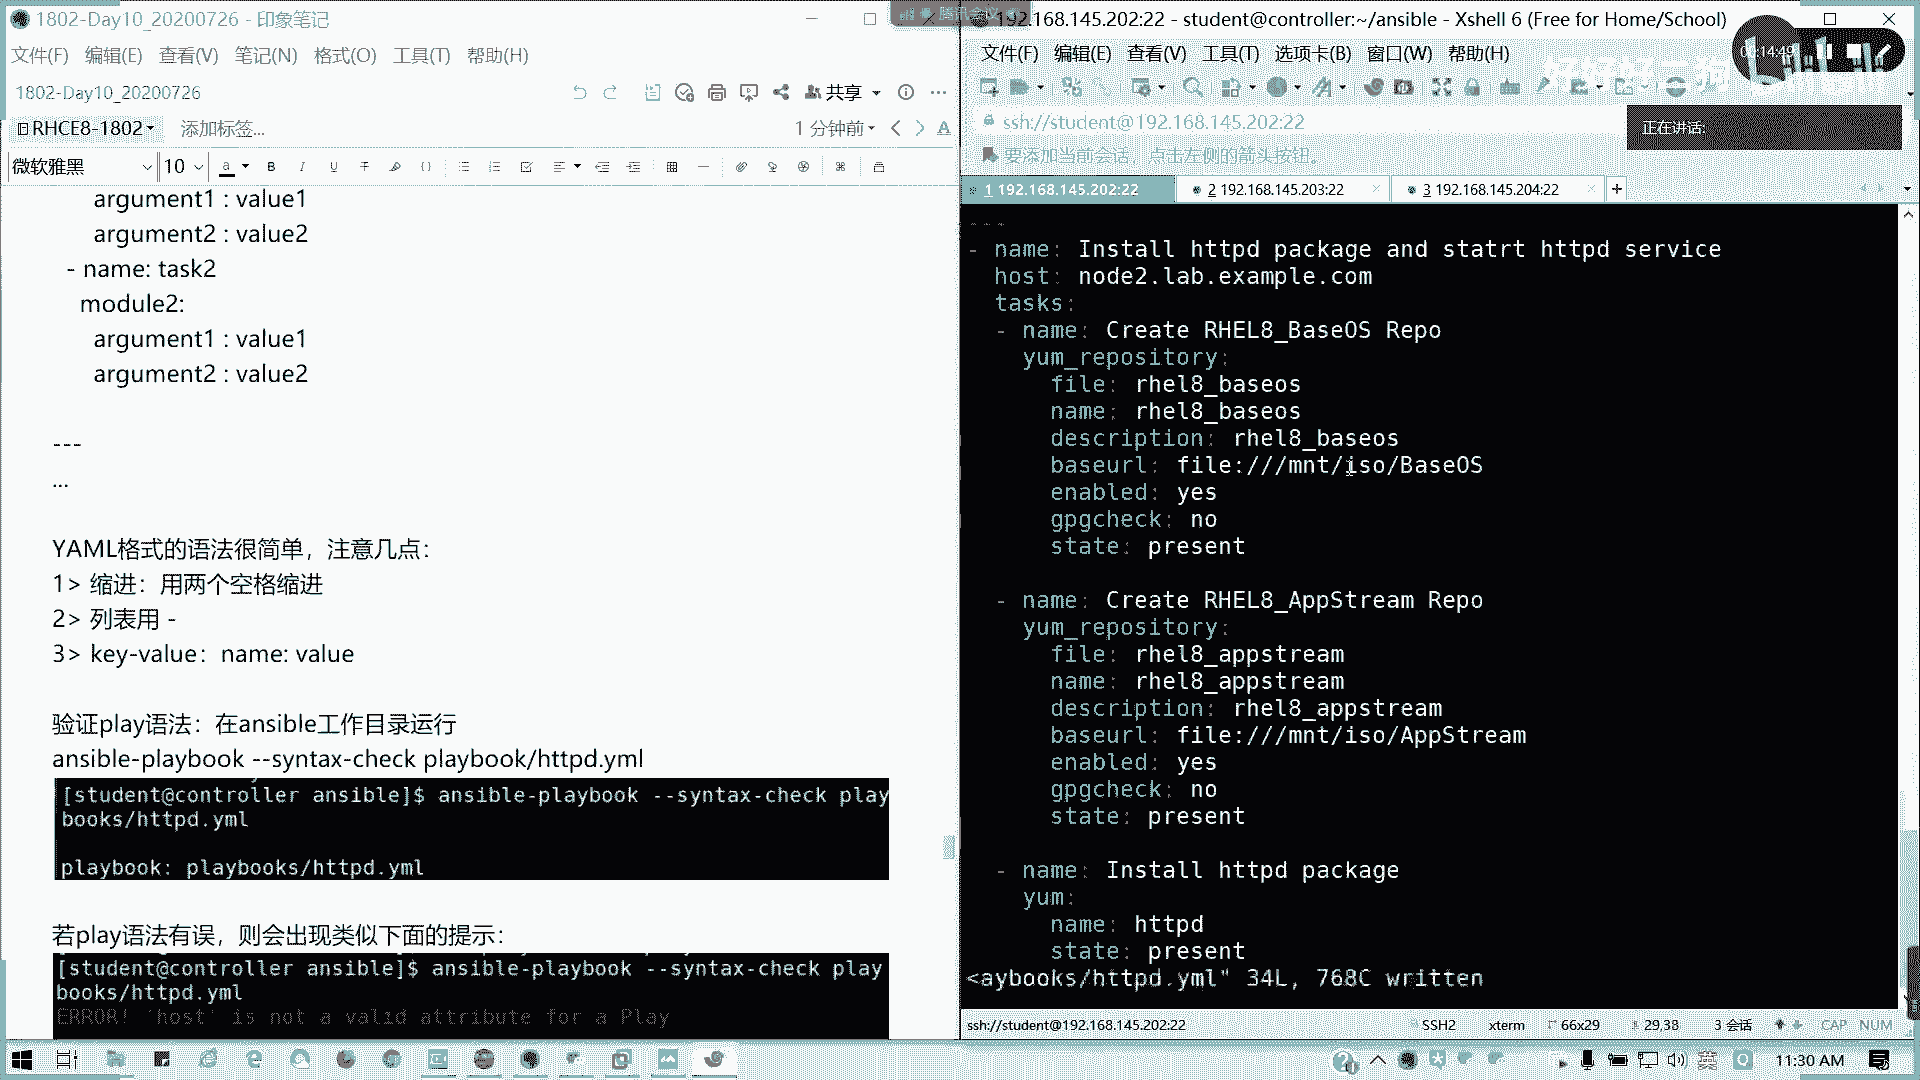 1802-Day10_20200726 - 印象笔记
文件(F) 编辑(E) 查看(V) 笔记(N) 格式(O) 工具(T) 帮助(H)
1802-Day10_20200726
共享
RHCE8-1802
添加标签...
1 分钟前
微软雅黑
10
argument1 : value1
argument2 : value2
- name: task2
module2:
argument1 : value1
argument2 : value2
---
...
YAML格式的语法很简单，注意几点：
1> 缩进：用两个空格缩进
2> 列表用 -
3> key-value：name: value
验证play语法：在ansible工作目录运行
ansible-playbook --syntax-check playbook/httpd.yml
[student@controller ansible]$ ansible-playbook --syntax-check play
books/httpd.yml
playbook: playbooks/httpd.yml
若play语法有误，则会出现类似下面的提示：
[student@controller ansible]$ ansible-playbook --syntax-check play
books/httpd.yml
ERROR! 'host' is not a valid attribute for a Play
腾讯会议
192.168.145.202:22 - student@controller:~/ansible - Xshell 6 (Free for Home/School)
文件(F) 编辑(E) 查看(V) 工具(T) 选项卡(B) 窗口(W) 帮助(H)
14:49
ssh://student@192.168.145.202:22
正在讲话:
要添加当前会话，点击左侧的箭头按钮。
1 192.168.145.202:22
2 192.168.145.203:22
3 192.168.145.204:22
---
- name: Install httpd package and statrt httpd service
host: node2.lab.example.com
tasks:
- name: Create RHEL8_BaseOS Repo
yum_repository:
file: rhel8_baseos
name: rhel8_baseos
description: rhel8_baseos
baseurl: file:///mnt/iso/BaseOS
enabled: yes
gpgcheck: no
state: present
- name: Create RHEL8_AppStream Repo
yum_repository:
file: rhel8_appstream
name: rhel8_appstream
description: rhel8_appstream
baseurl: file:///mnt/iso/AppStream
enabled: yes
gpgcheck: no
state: present
- name: Install httpd package
yum:
name: httpd
state: present
<aybooks/httpd.yml" 34L, 768C written
ssh://student@192.168.145.202:22
SSH2
xterm
66x29
29,38
3 会话
CAP NUM
英
11:30 AM